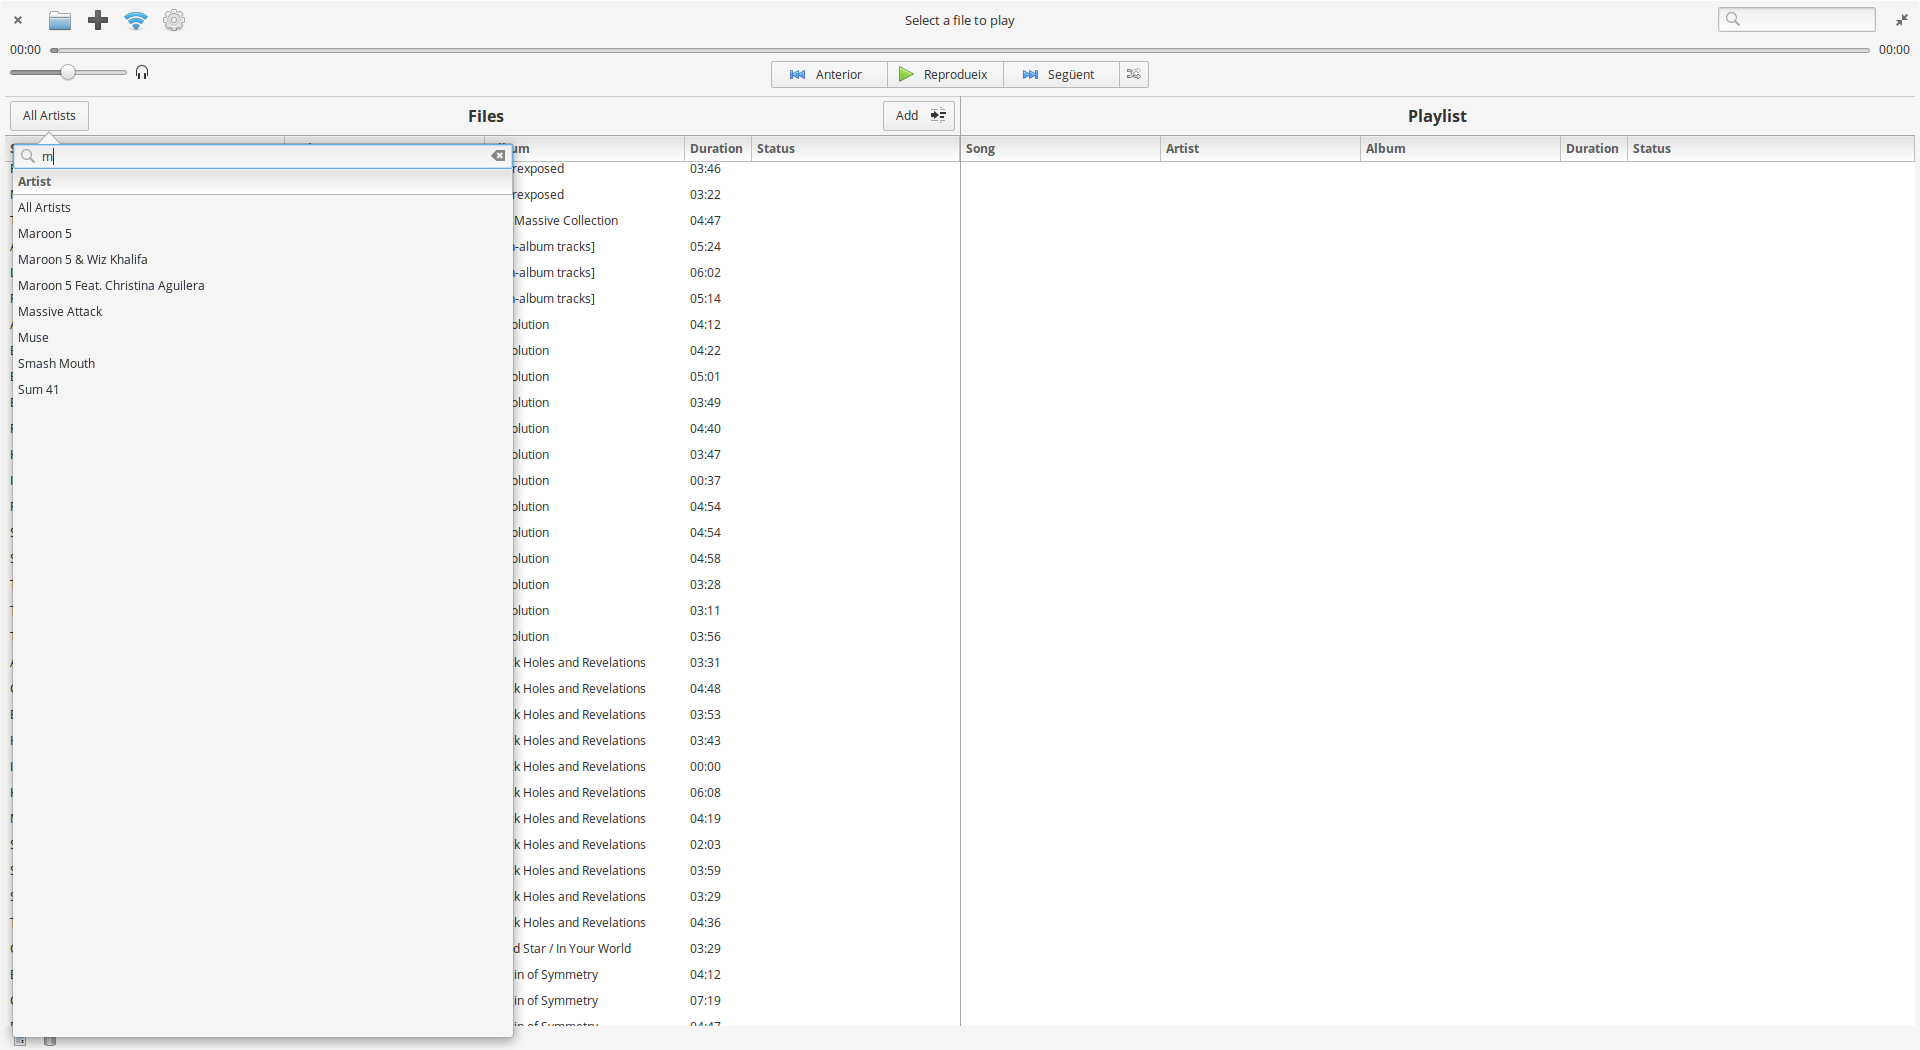 Select a file to play
00:00 00:00
Anterior Reprodueix Següent
All Artists Files Add Playlist
Duration Status Song Artist Album Duration Status
m
Artist
All Artists
Maroon 5
Maroon 5 & Wiz Khalifa
Maroon 5 Feat. Christina Aguilera
Massive Attack
Muse
Smash Mouth
Sum 41
03:46
03:22
Massive Collection 04:47
-album tracks] 05:24
-album tracks] 06:02
-album tracks] 05:14
olution 04:12
olution 04:22
olution 05:01
olution 03:49
olution 04:40
olution 03:47
olution 00:37
olution 04:54
olution 04:54
olution 04:58
olution 03:28
olution 03:11
olution 03:56
k Holes and Revelations 03:31
k Holes and Revelations 04:48
k Holes and Revelations 03:53
k Holes and Revelations 03:43
k Holes and Revelations 00:00
k Holes and Revelations 06:08
k Holes and Revelations 04:19
k Holes and Revelations 02:03
k Holes and Revelations 03:59
k Holes and Revelations 03:29
k Holes and Revelations 04:36
d Star / In Your World 03:29
in of Symmetry 04:12
in of Symmetry 07:19